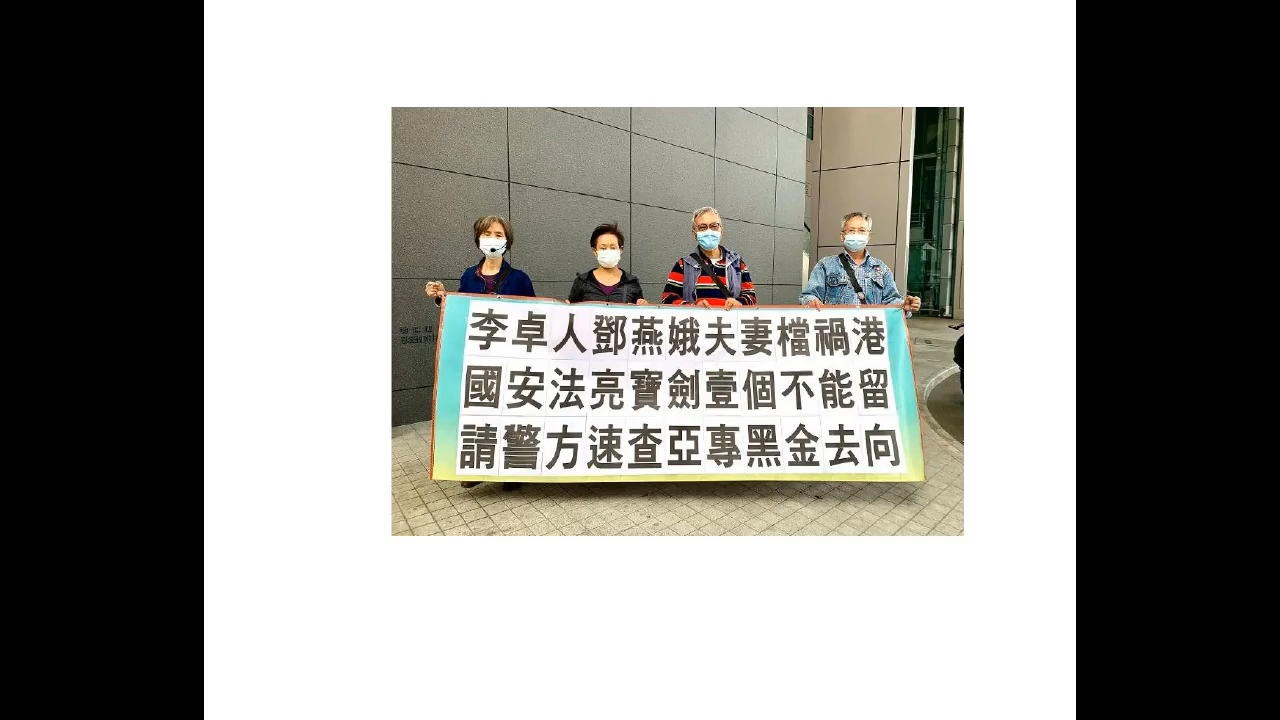 李卓人鄧燕娥夫妻檔禍港
國安法亮寶劍壹個不能留
請警方速查亞專黑金去向